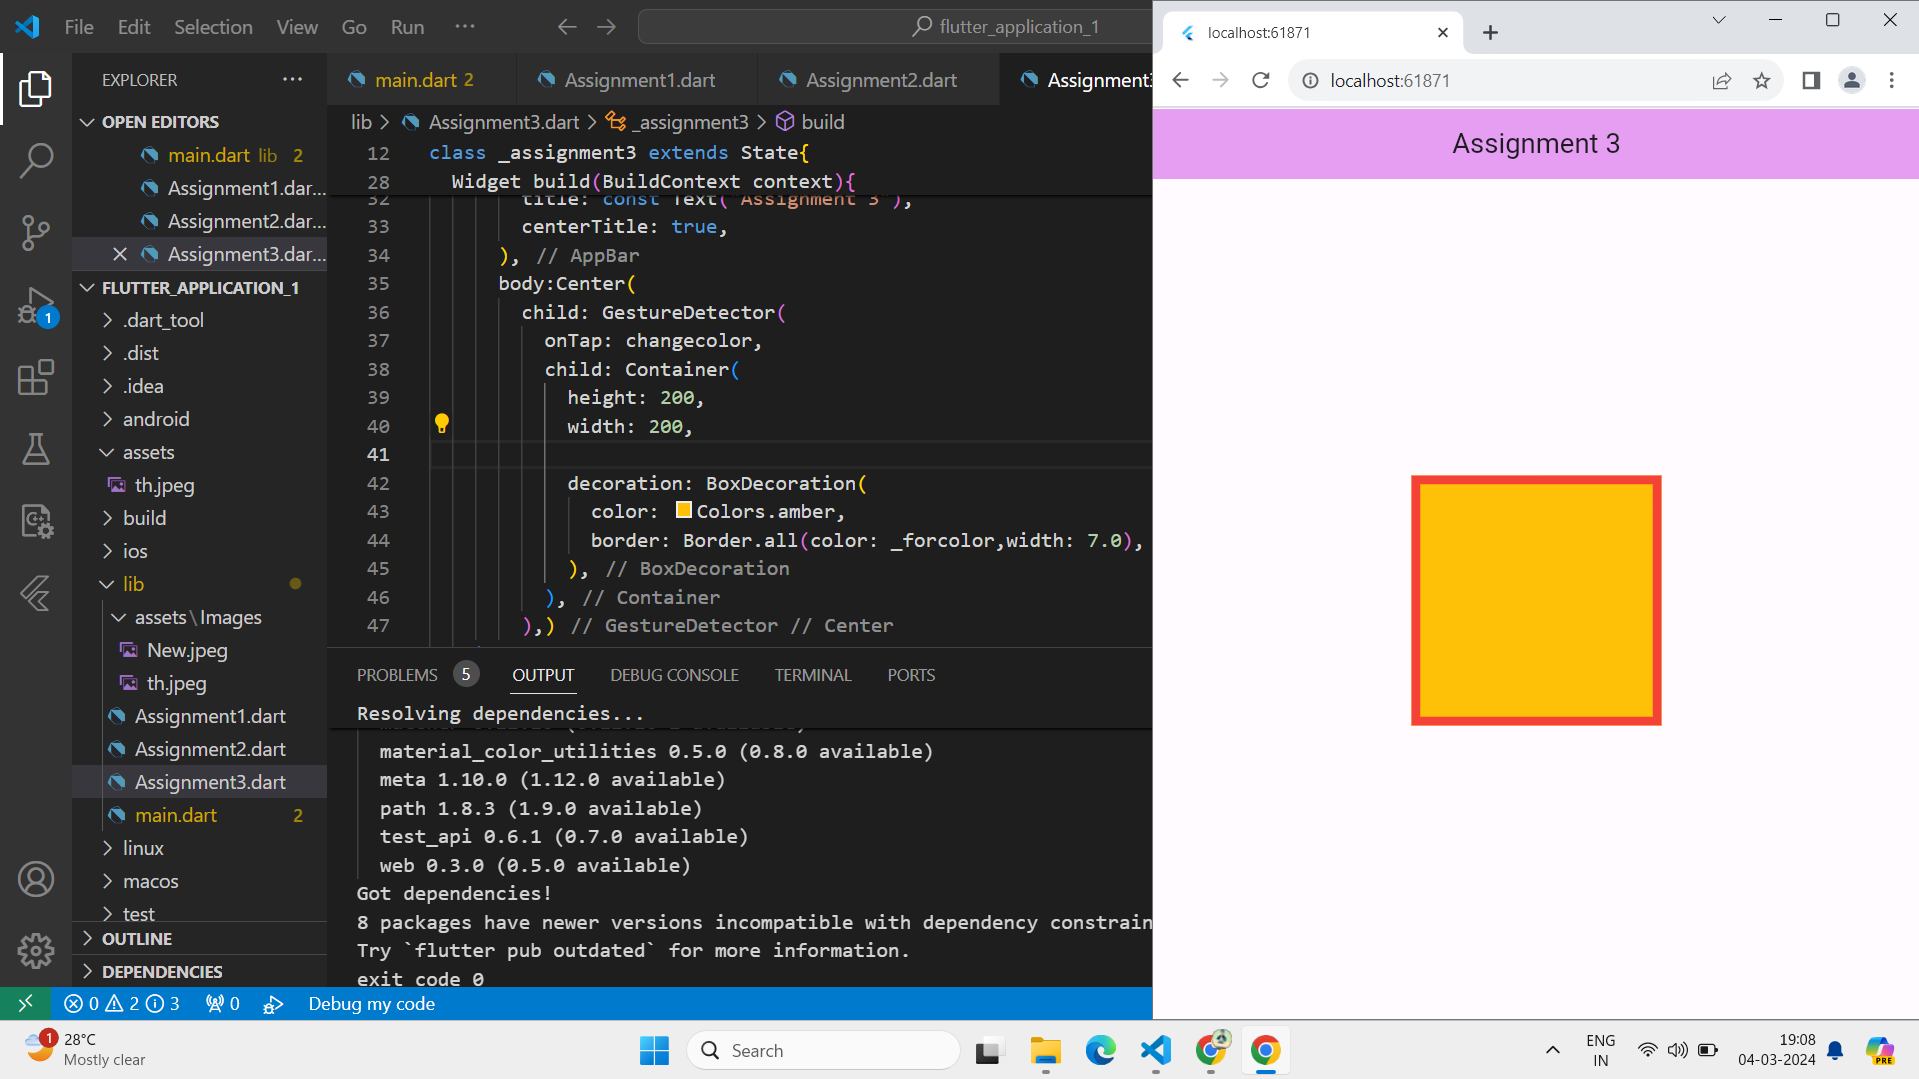 File Edit Selection View Go Run ···
flutter_application_1
EXPLORER ···
OPEN EDITORS
main.dart lib 2
Assignment1.dar...
Assignment2.dar...
Assignment3.dar...
FLUTTER_APPLICATION_1
.dart_tool
.dist
.idea
android
assets
th.jpeg
build
ios
lib
assets\Images
New.jpeg
th.jpeg
Assignment1.dart
Assignment2.dart
Assignment3.dart
main.dart 2
linux
macos
test
OUTLINE
DEPENDENCIES
1
main.dart 2 Assignment1.dart Assignment2.dart Assignment3
lib > Assignment3.dart > _assignment3 > build
12 class _assignment3 extends State{
28 Widget build(BuildContext context){
32 title: const Text('Assignment 3'),
33 centerTitle: true,
34 ), // AppBar
35 body:Center(
36 child: GestureDetector(
37 onTap: changecolor,
38 child: Container(
39 height: 200,
40 width: 200,
41
42 decoration: BoxDecoration(
43 color: Colors.amber,
44 border: Border.all(color: _forcolor,width: 7.0),
45 ), // BoxDecoration
46 ), // Container
47 ),) // GestureDetector // Center
PROBLEMS 5 OUTPUT DEBUG CONSOLE TERMINAL PORTS
Resolving dependencies...
material_color_utilities 0.5.0 (0.8.0 available)
meta 1.10.0 (1.12.0 available)
path 1.8.3 (1.9.0 available)
test_api 0.6.1 (0.7.0 available)
web 0.3.0 (0.5.0 available)
Got dependencies!
8 packages have newer versions incompatible with dependency constrain
Try `flutter pub outdated` for more information.
exit code 0
0 2 3 0 Debug my code
localhost:61871
localhost:61871
Assignment 3
1
28°C
Mostly clear
Search
ENG
IN
19:08
04-03-2024
PRE